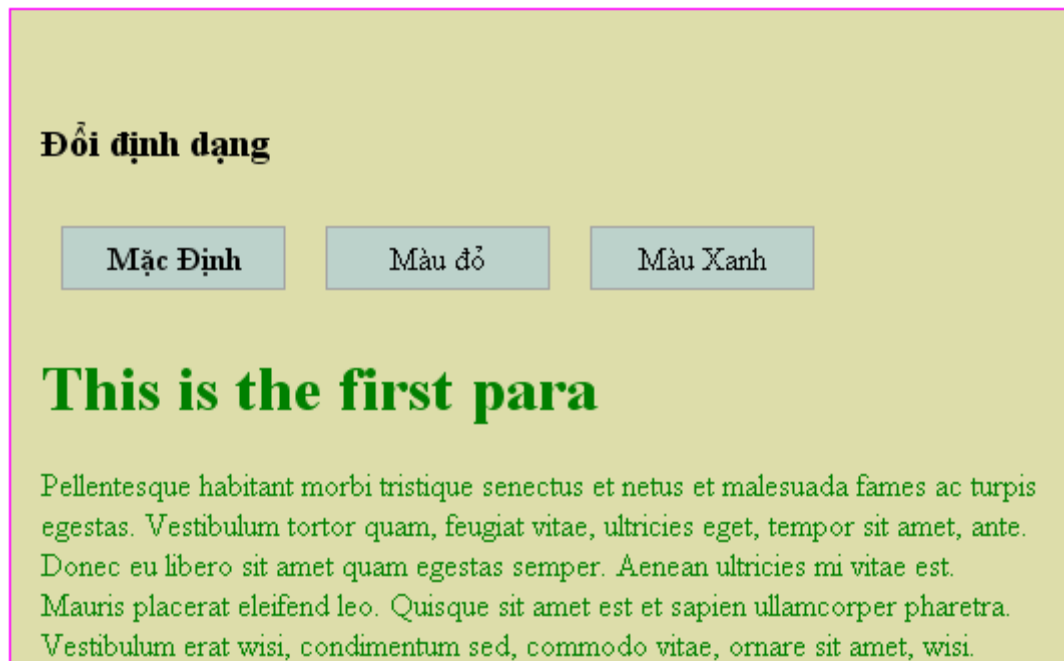 Đổi định dạng
Mặc Định Màu đỏ Màu Xanh
This is the first para
Pellentesque habitant morbi tristique senectus et netus et malesuada fames ac turpis
egestas. Vestibulum tortor quam, feugiat vitae, ultricies eget, tempor sit amet, ante.
Donec eu libero sit amet quam egestas semper. Aenean ultricies mi vitae est.
Mauris placerat eleifend leo. Quisque sit amet est et sapien ullamcorper pharetra.
Vestibulum erat wisi, condimentum sed, commodo vitae, ornare sit amet, wisi.